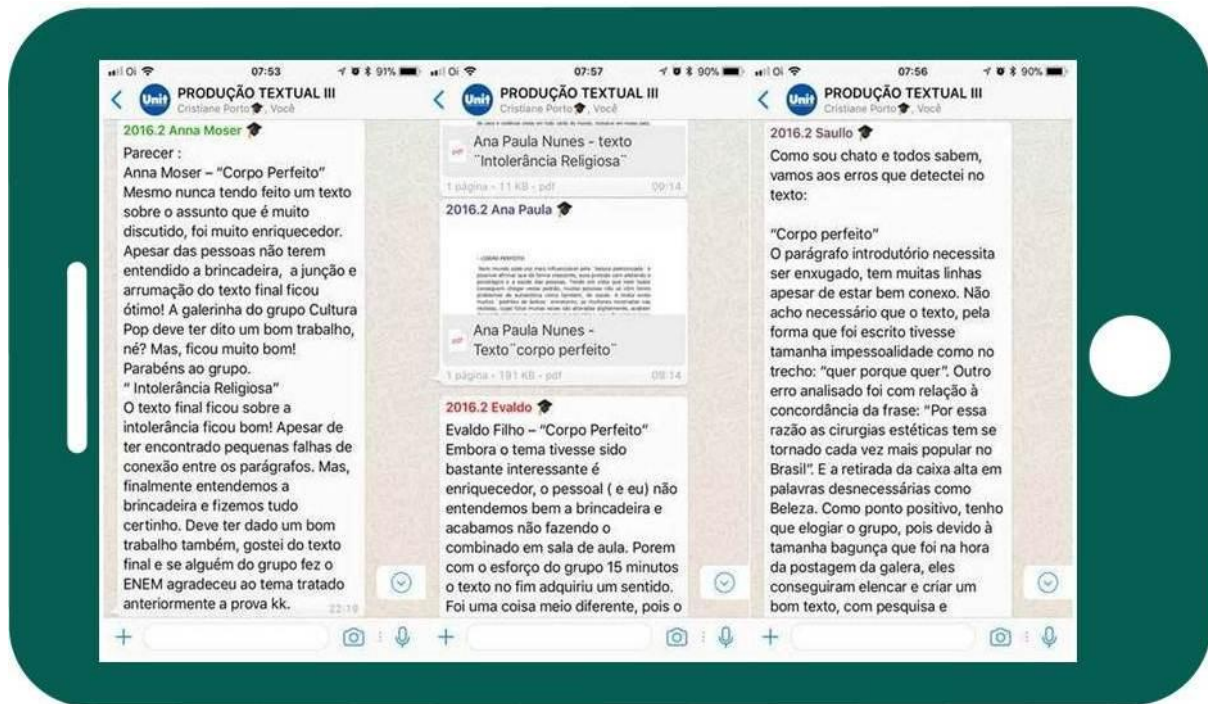 Oi 07:53 91%
Unit
PRODUÇÃO TEXTUAL III
Cristiane Porto, Você
2016.2 Anna Moser
Parecer :
Anna Moser – “Corpo Perfeito”
Mesmo nunca tendo feito um texto
sobre o assunto que é muito
discutido, foi muito enriquecedor.
Apesar das pessoas não terem
entendido a brincadeira, a junção e
arrumação do texto final ficou
ótimo! A galerinha do grupo Cultura
Pop deve ter dito um bom trabalho,
né? Mas, ficou muito bom!
Parabéns ao grupo.
“ Intolerância Religiosa”
O texto final ficou sobre a
intolerância ficou bom! Apesar de
ter encontrado pequenas falhas de
conexão entre os parágrafos. Mas,
finalmente entendemos a
brincadeira e fizemos tudo
certinho. Deve ter dado um bom
trabalho também, gostei do texto
final e se alguém do grupo fez o
ENEM agradeceu ao tema tratado
anteriormente a prova kk.
22:19
Oi 07:57 90%
Unit
PRODUÇÃO TEXTUAL III
Cristiane Porto, Você
Ana Paula Nunes - texto
¨Intolerância Religiosa¨
1 página - 11 KB - pdf 09:14
2016.2 Ana Paula
Ana Paula Nunes -
Texto¨corpo perfeito¨
1 página - 191 KB - pdf 09:14
2016.2 Evaldo
Evaldo Filho – “Corpo Perfeito”
Embora o tema tivesse sido
bastante interessante é
enriquecedor, o pessoal ( e eu) não
entendemos bem a brincadeira e
acabamos não fazendo o
combinado em sala de aula. Porem
com o esforço do grupo 15 minutos
o texto no fim adquiriu um sentido.
Foi uma coisa meio diferente, pois o
Oi 07:56 90%
Unit
PRODUÇÃO TEXTUAL III
Cristiane Porto, Você
2016.2 Saullo
Como sou chato e todos sabem,
vamos aos erros que detectei no
texto:
“Corpo perfeito”
O parágrafo introdutório necessita
ser enxugado, tem muitas linhas
apesar de estar bem conexo. Não
acho necessário que o texto, pela
forma que foi escrito tivesse
tamanha impessoalidade como no
trecho: “quer porque quer”. Outro
erro analisado foi com relação à
concordância da frase: “Por essa
razão as cirurgias estéticas tem se
tornado cada vez mais popular no
Brasil”. E a retirada da caixa alta em
palavras desnecessárias como
Beleza. Como ponto positivo, tenho
que elogiar o grupo, pois devido à
tamanha bagunça que foi na hora
da postagem da galera, eles
conseguiram elencar e criar um
bom texto, com pesquisa e